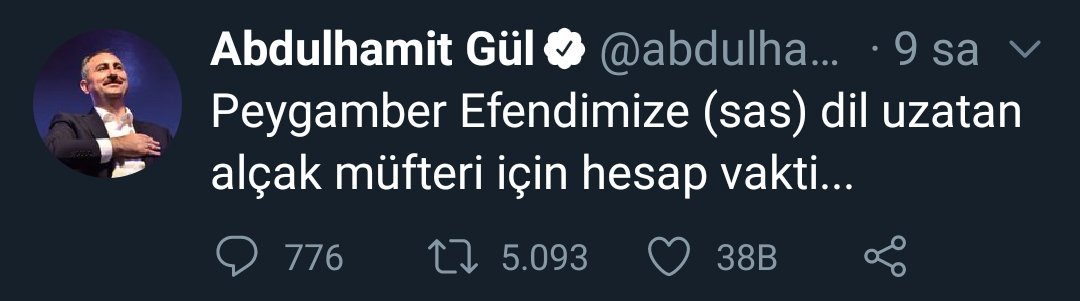 Abdulhamit Gül @abdulha... · 9 sa
Peygamber Efendimize (sas) dil uzatan
alçak müfteri için hesap vakti...
776 5.093 38B